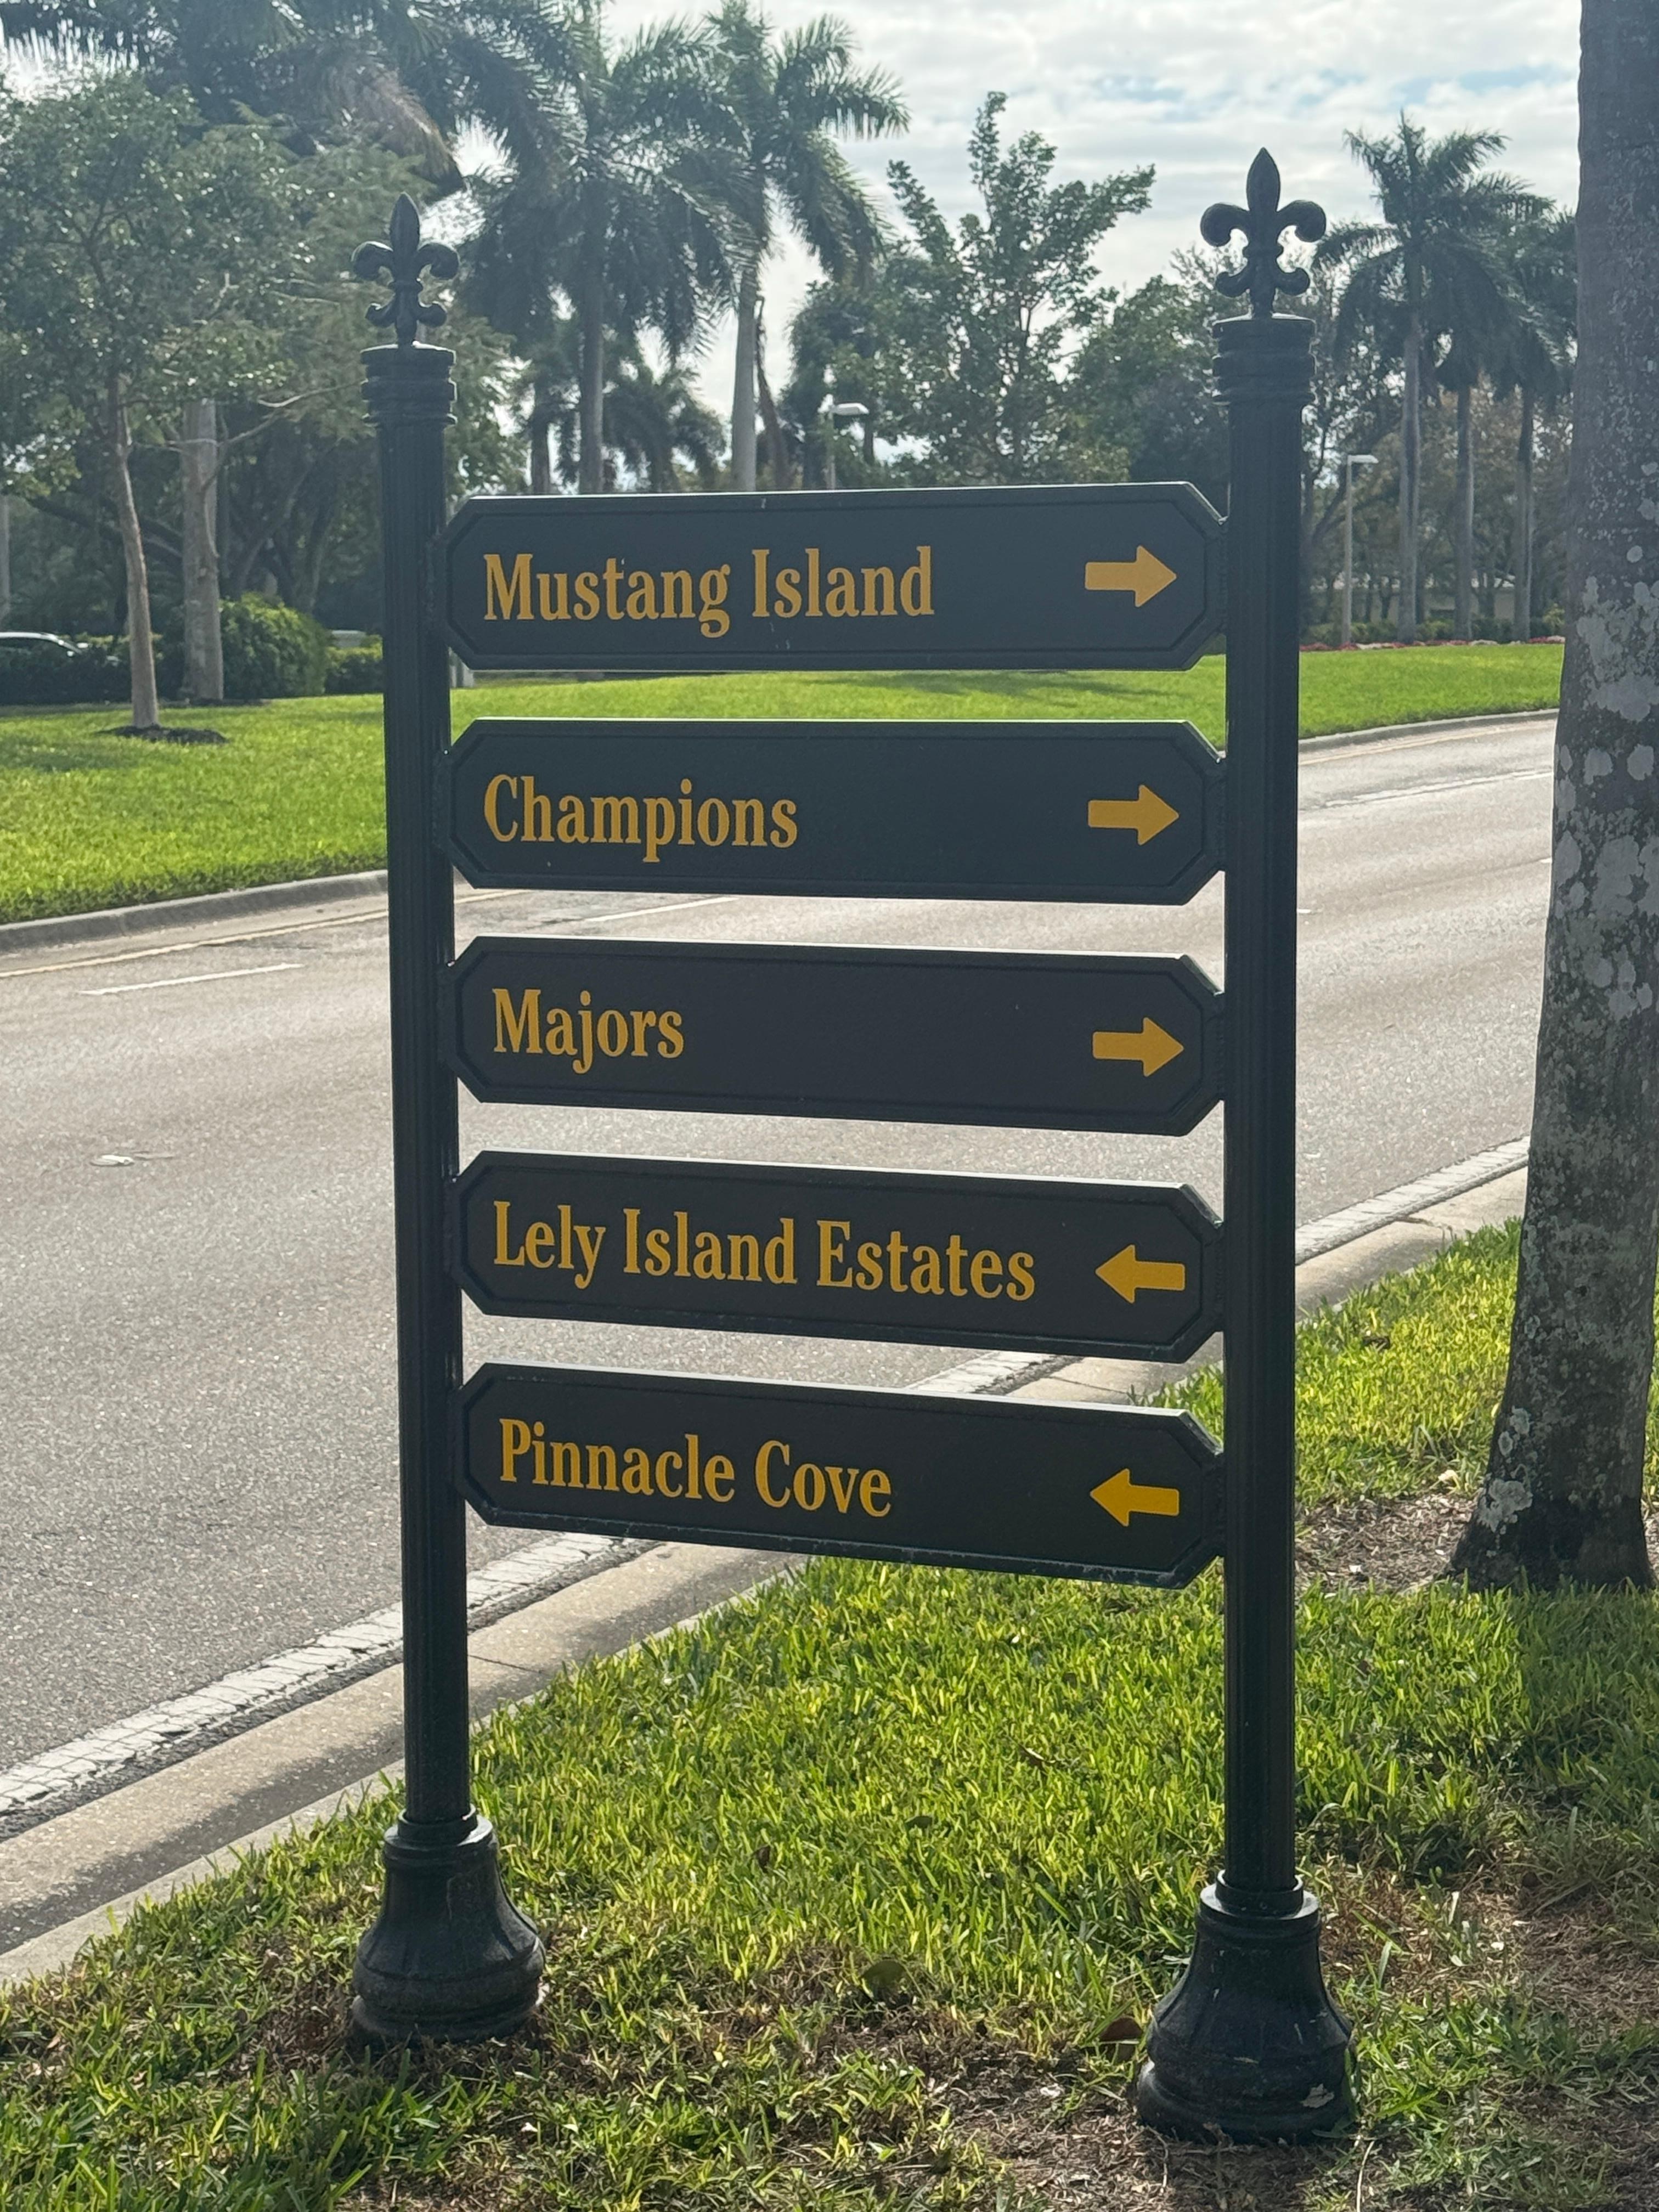 Mustang Island
Champions
Majors
Lely Island Estates
Pinnacle Cove